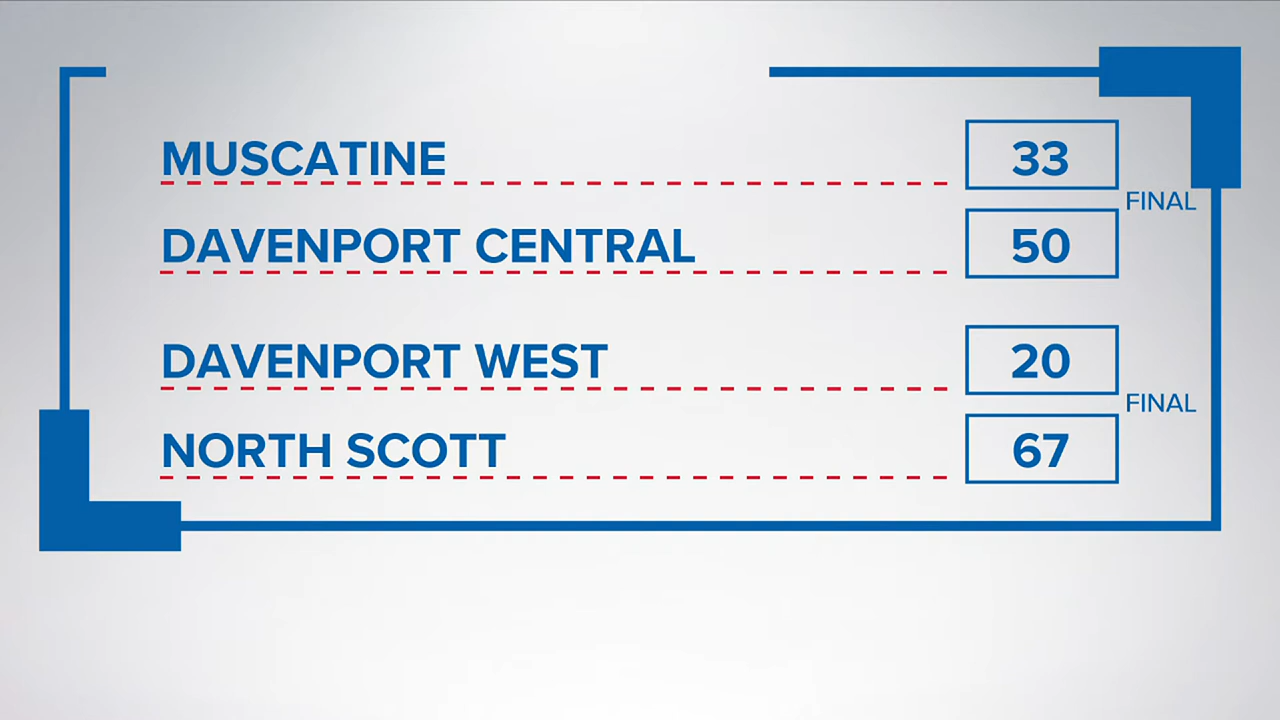 MUSCATINE 33
FINAL
DAVENPORT CENTRAL 50
DAVENPORT WEST 20
FINAL
NORTH SCOTT 67